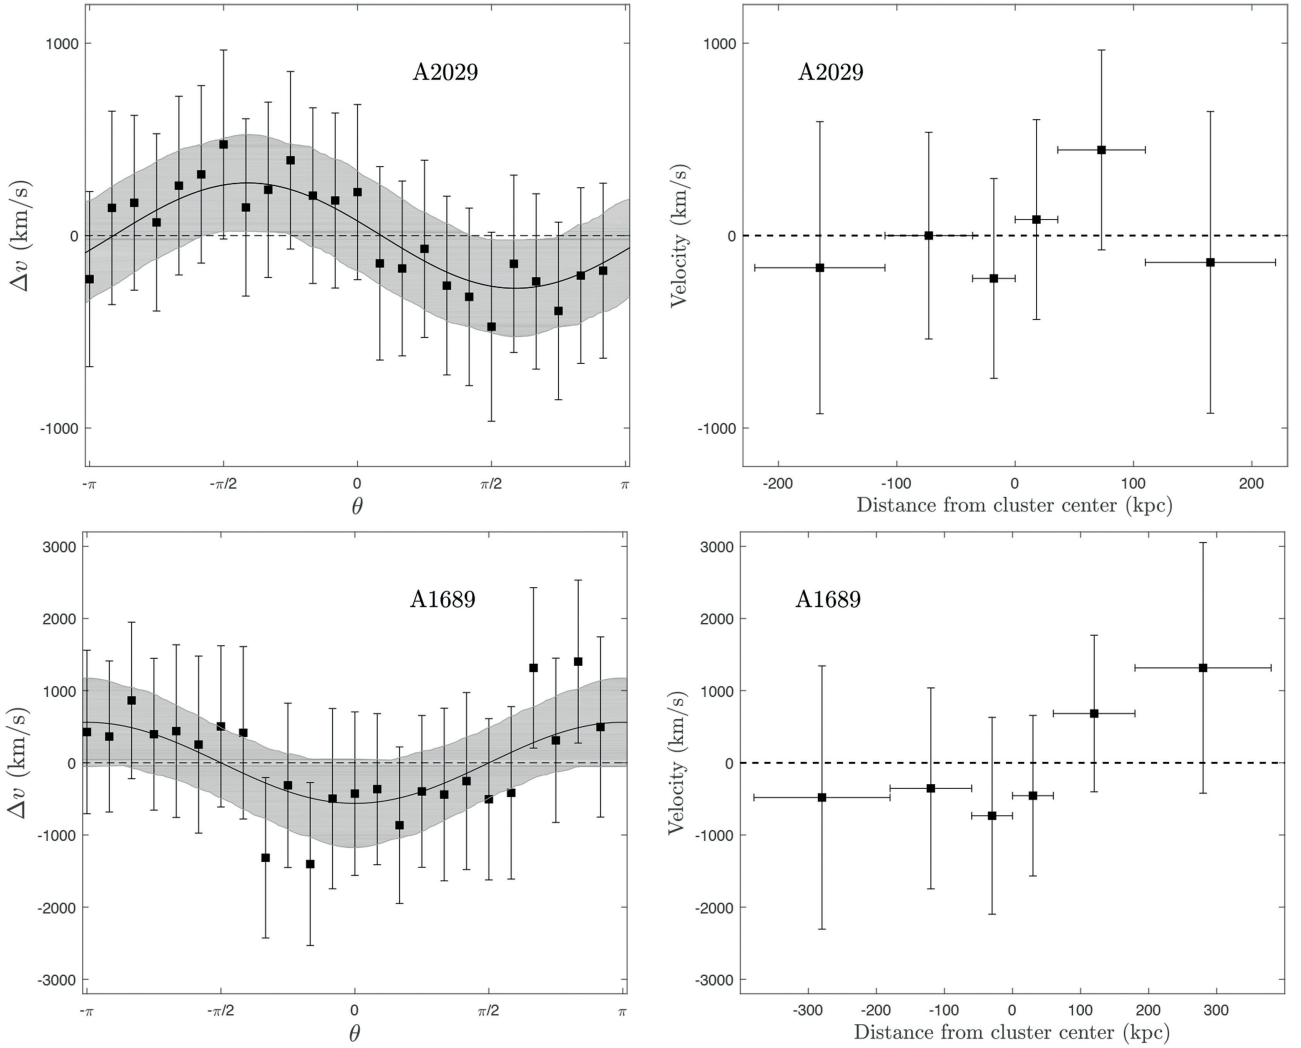 A2029
1000
0
-1000
Δv (km/s)
-π
-π/2
0
π/2
π
θ
A2029
1000
0
-1000
Velocity (km/s)
-200
-100
0
100
200
Distance from cluster center (kpc)
A1689
3000
2000
1000
0
-1000
-2000
-3000
Δv (km/s)
-π
-π/2
0
π/2
π
θ
A1689
3000
2000
1000
0
-1000
-2000
-3000
Velocity (km/s)
-300
-200
-100
0
100
200
300
Distance from cluster center (kpc)